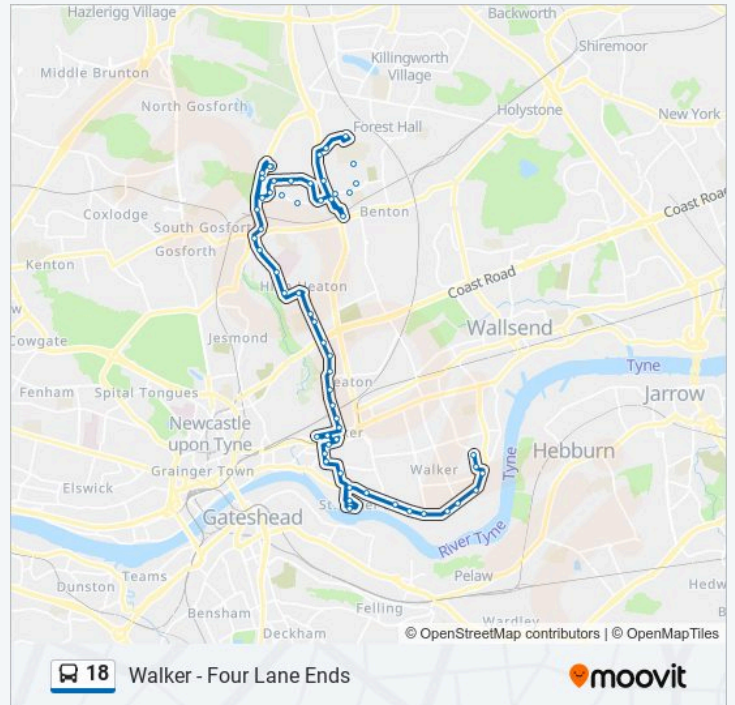 Hazlerigg Village
Backworth
Shiremoor
Killingworth
Village
Middle Brunton
North Gosforth
Holystone
New York
Forest Hall
Coxlodge
South Gosforth
Benton
Coast Road
Gosforth
Kenton
Coast Road
Wallsend
Jesmond
Cowgate
Tyne
Fenham
Spital Tongues
Jarrow
Newcastle
upon Tyne
Hebburn
Grainger Town
Walker
Tyne
Elswick
Gateshead
River Tyne
Teams
Pelaw
Dunston
Felling
Bensham
Wardley
Deckham
© OpenStreetMap contributors | © OpenMapTiles
18 Walker - Four Lane Ends
moovit